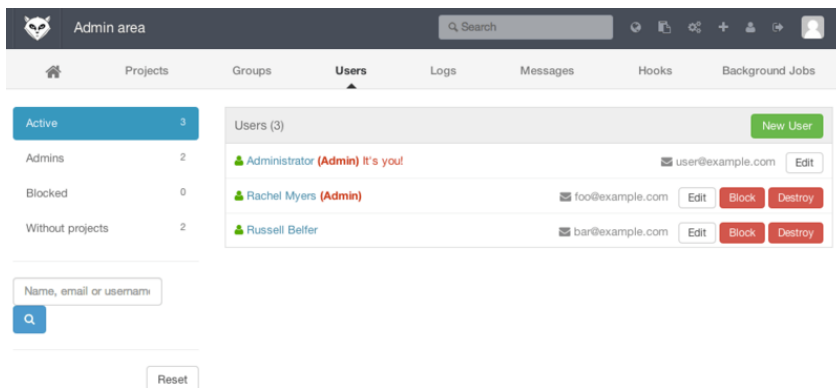 Admin area
Search
Projects Groups Users Logs Messages Hooks Background Jobs
Active 3
Admins 2
Blocked 0
Without projects 2
Name, email or usernam
Reset
Users (3) New User
Administrator (Admin) It's you! user@example.com Edit
Rachel Myers (Admin) foo@example.com Edit Block Destroy
Russell Belfer bar@example.com Edit Block Destroy